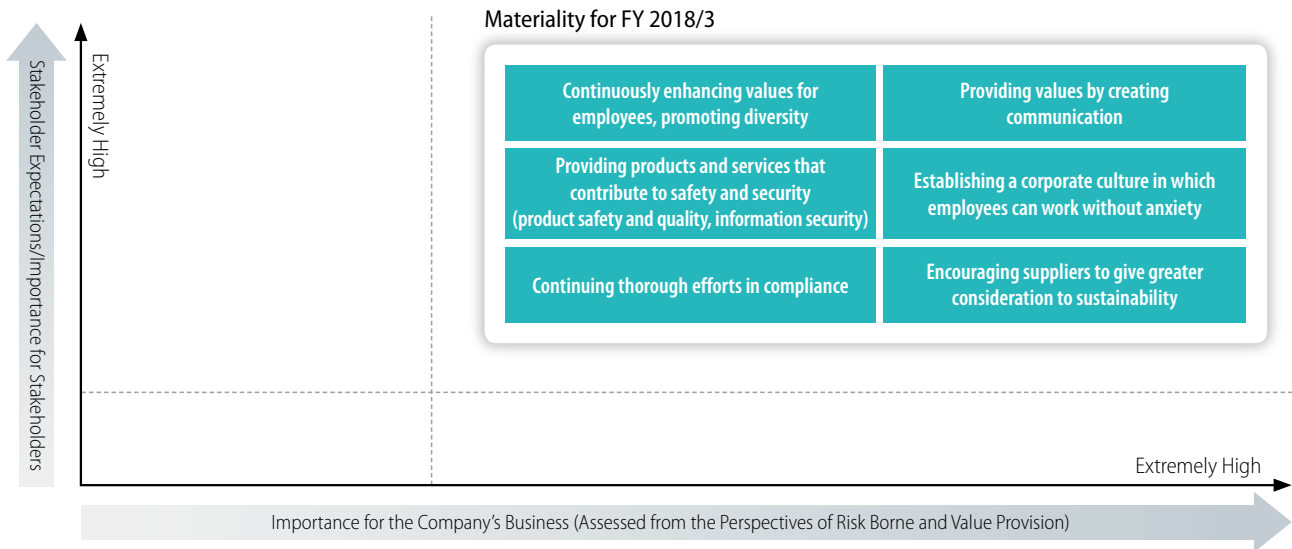 Materiality for FY 2018/3
Stakeholder Expectations/Importance for Stakeholders
Extremely High
Continuously enhancing values for
employees, promoting diversity
Providing values by creating
communication
Providing products and services that
contribute to safety and security
(product safety and quality, information security)
Establishing a corporate culture in which
employees can work without anxiety
Continuing thorough efforts in compliance
Encouraging suppliers to give greater
consideration to sustainability
Extremely High
Importance for the Company’s Business (Assessed from the Perspectives of Risk Borne and Value Provision)